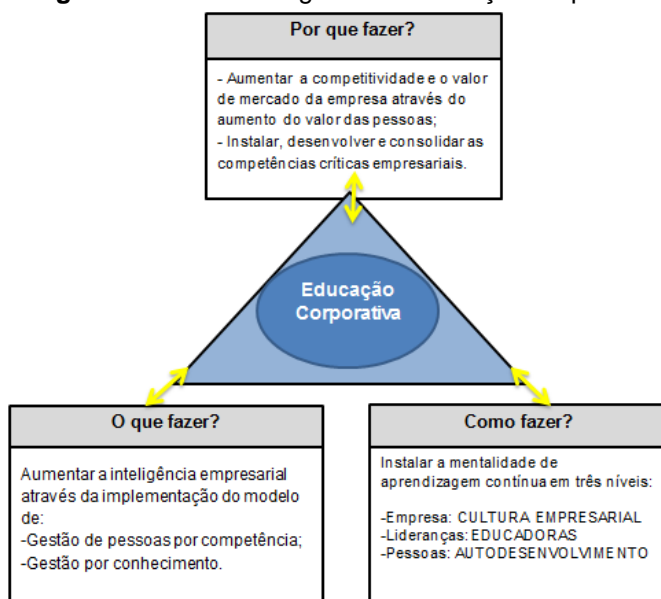 Por que fazer?
- Aumentar a competitividade e o valor
de mercado da empresa através do
aumento do valor das pessoas;
- Instalar, desenvolver e consolidar as
competências críticas empresariais.
Educação
Corporativa
O que fazer?
Aumentar a inteligência empresarial
através da implementação do modelo
de:
-Gestão de pessoas por competência;
-Gestão por conhecimento.
Como fazer?
Instalar a mentalidade de
aprendizagem contínua em três níveis:
-Empresa: CULTURA EMPRESARIAL
-Lideranças: EDUCADORAS
-Pessoas: AUTODESENVOLVIMENTO